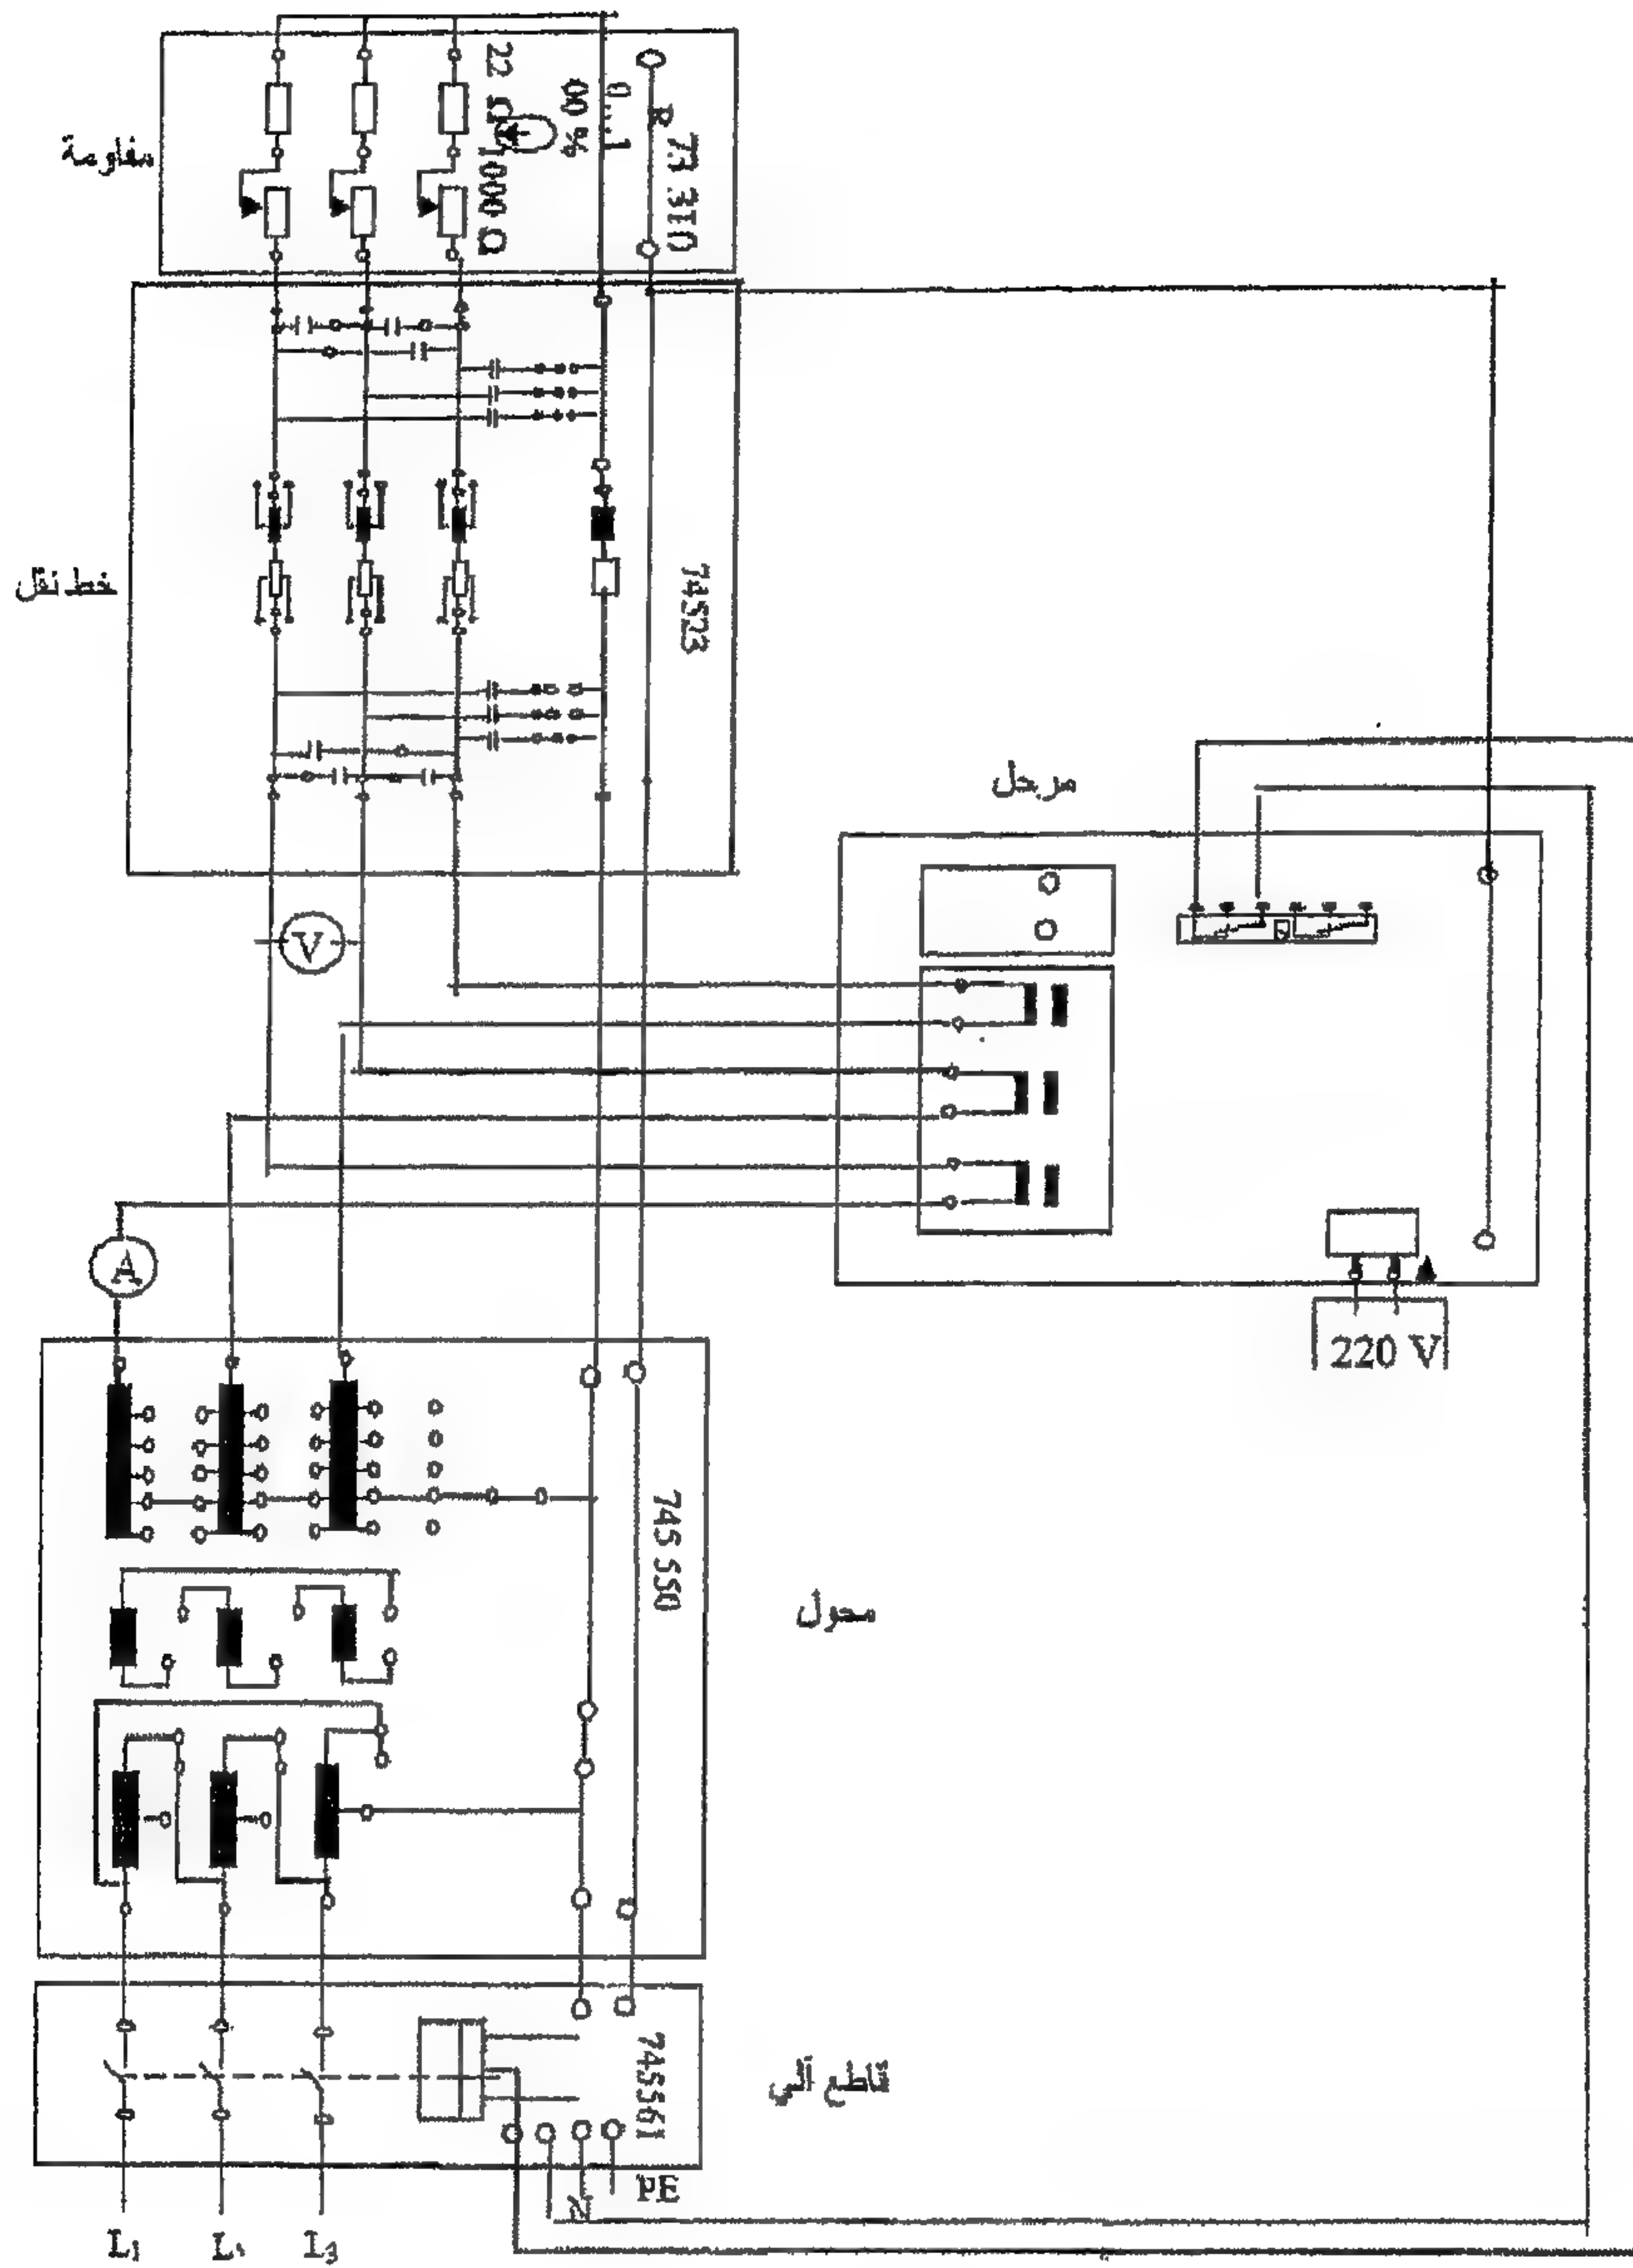 22 Ω
1000 Ω
0...1
00 %
R
73 310
مقاومة
خط نقل
74523
مرجل
V
A
220 V
745 550
محول
745561
قاطع آلي
PE
N
L1
L3